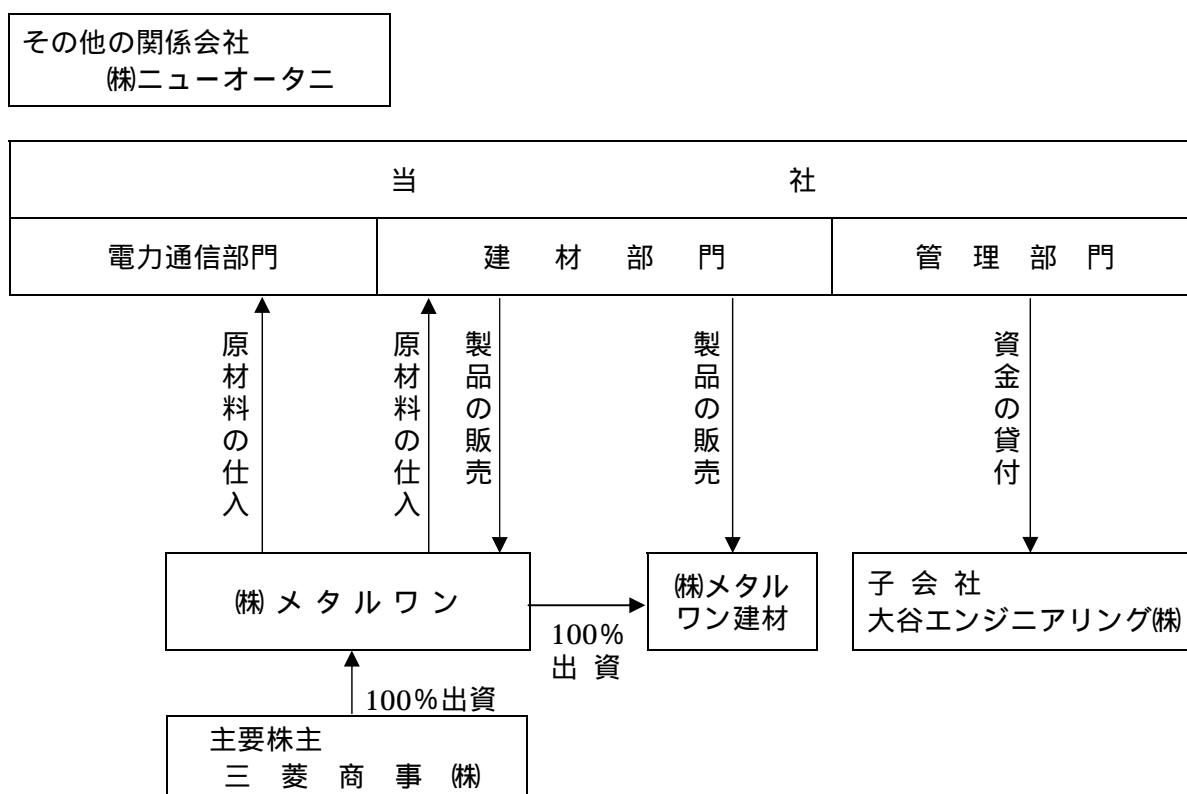 その他の関係会社
㈱ニューオータニ
当社
電力通信部門
建材部門
管理部門
原材料の仕入
原材料の仕入
製品の販売
製品の販売
資金の貸付
㈱メタルワン
100％
出資
㈱メタル
ワン建材
子会社
大谷エンジニアリング㈱
100％出資
主要株主
三菱商事㈱